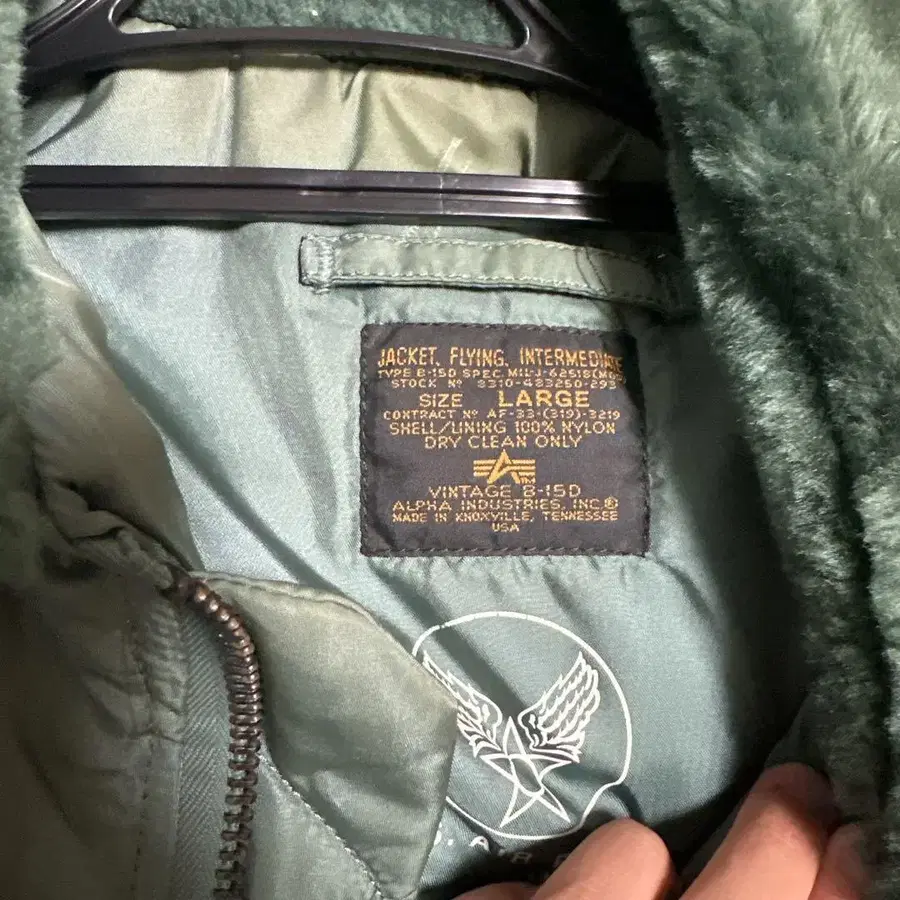 JACKET, FLYING, INTERMEDIATE
TYPE B-15D SPEC MIL-J-6251B(MOD
STOCK Nº 8310-483250-293
SIZE LARGE
CONTRACT Nº AF-33-(319)-3219
SHELL/LINING 100% NYLON
DRY CLEAN ONLY
VINTAGE B-15D
ALPHA INDUSTRIES, INC.®
MADE IN KNOXVILLE, TENNESSEE
USA
. AIR